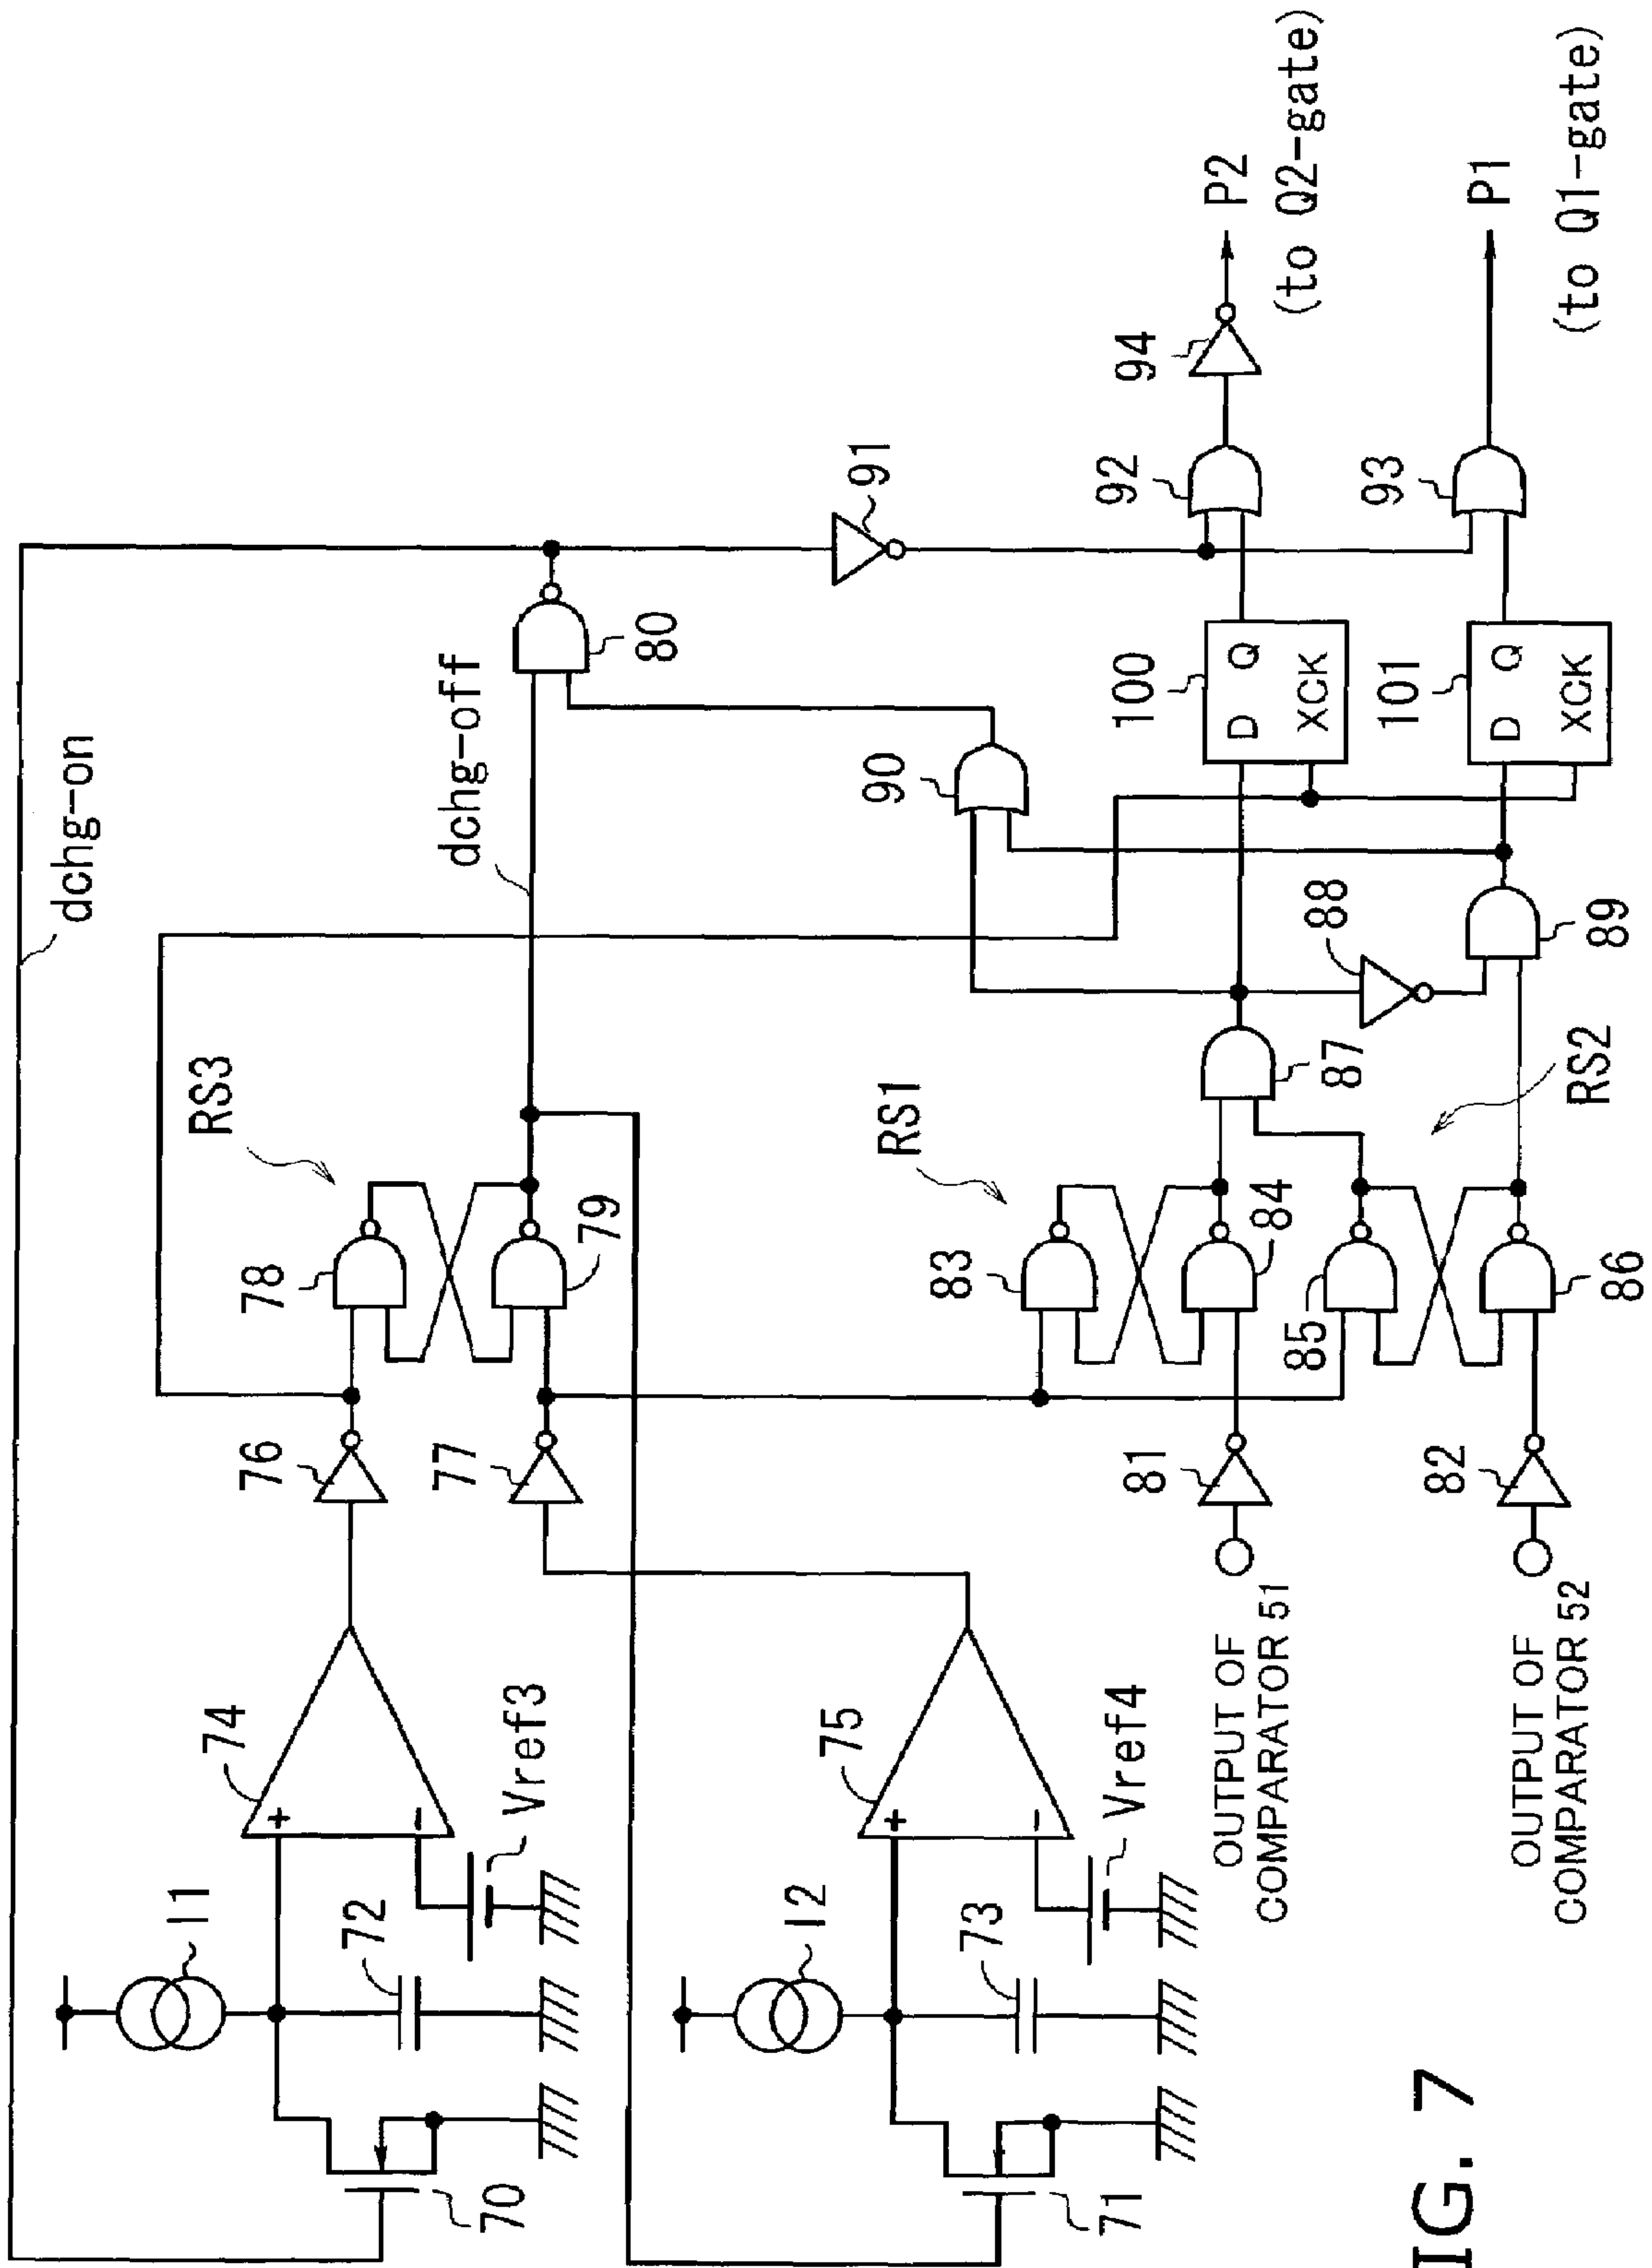 dchg-on
RS3
dchg-off
I1
74
76
78
72
Vref3
77
79
80
91
70
I2
75
73
Vref4
71
90
RS1
83
84
81
OUTPUT OF
COMPARATOR 51
85
87
88
100
D Q
XCK
92
94
P2
(to Q2-gate)
82
OUTPUT OF
COMPARATOR 52
86
RS2
89
101
D Q
XCK
93
P1
(to Q1-gate)
IG. 7